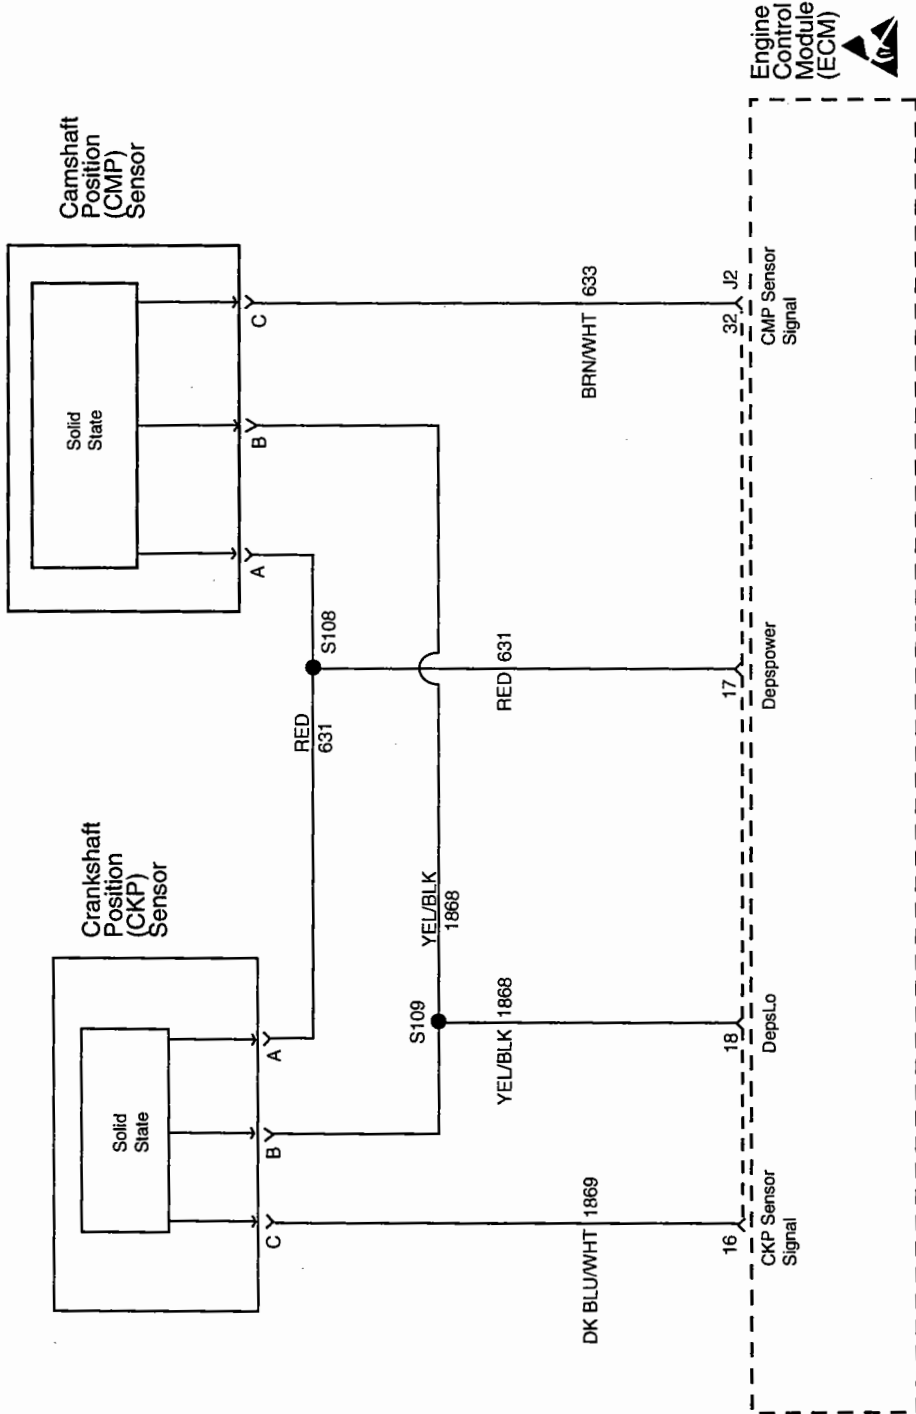 Crankshaft
Position
(CKP)
Sensor
Camshaft
Position
(CMP)
Sensor
Solid
State
Solid
State
C
B
A
A
B
C
RED
631
S108
S109
YEL/BLK
1868
YEL/BLK 1868
RED 631
DK BLU/WHT 1869
BRN/WHT 633
16
18
17
32
J2
CKP Sensor
Signal
DepsLo
Depspower
CMP Sensor
Signal
Engine
Control
Module
(ECM)